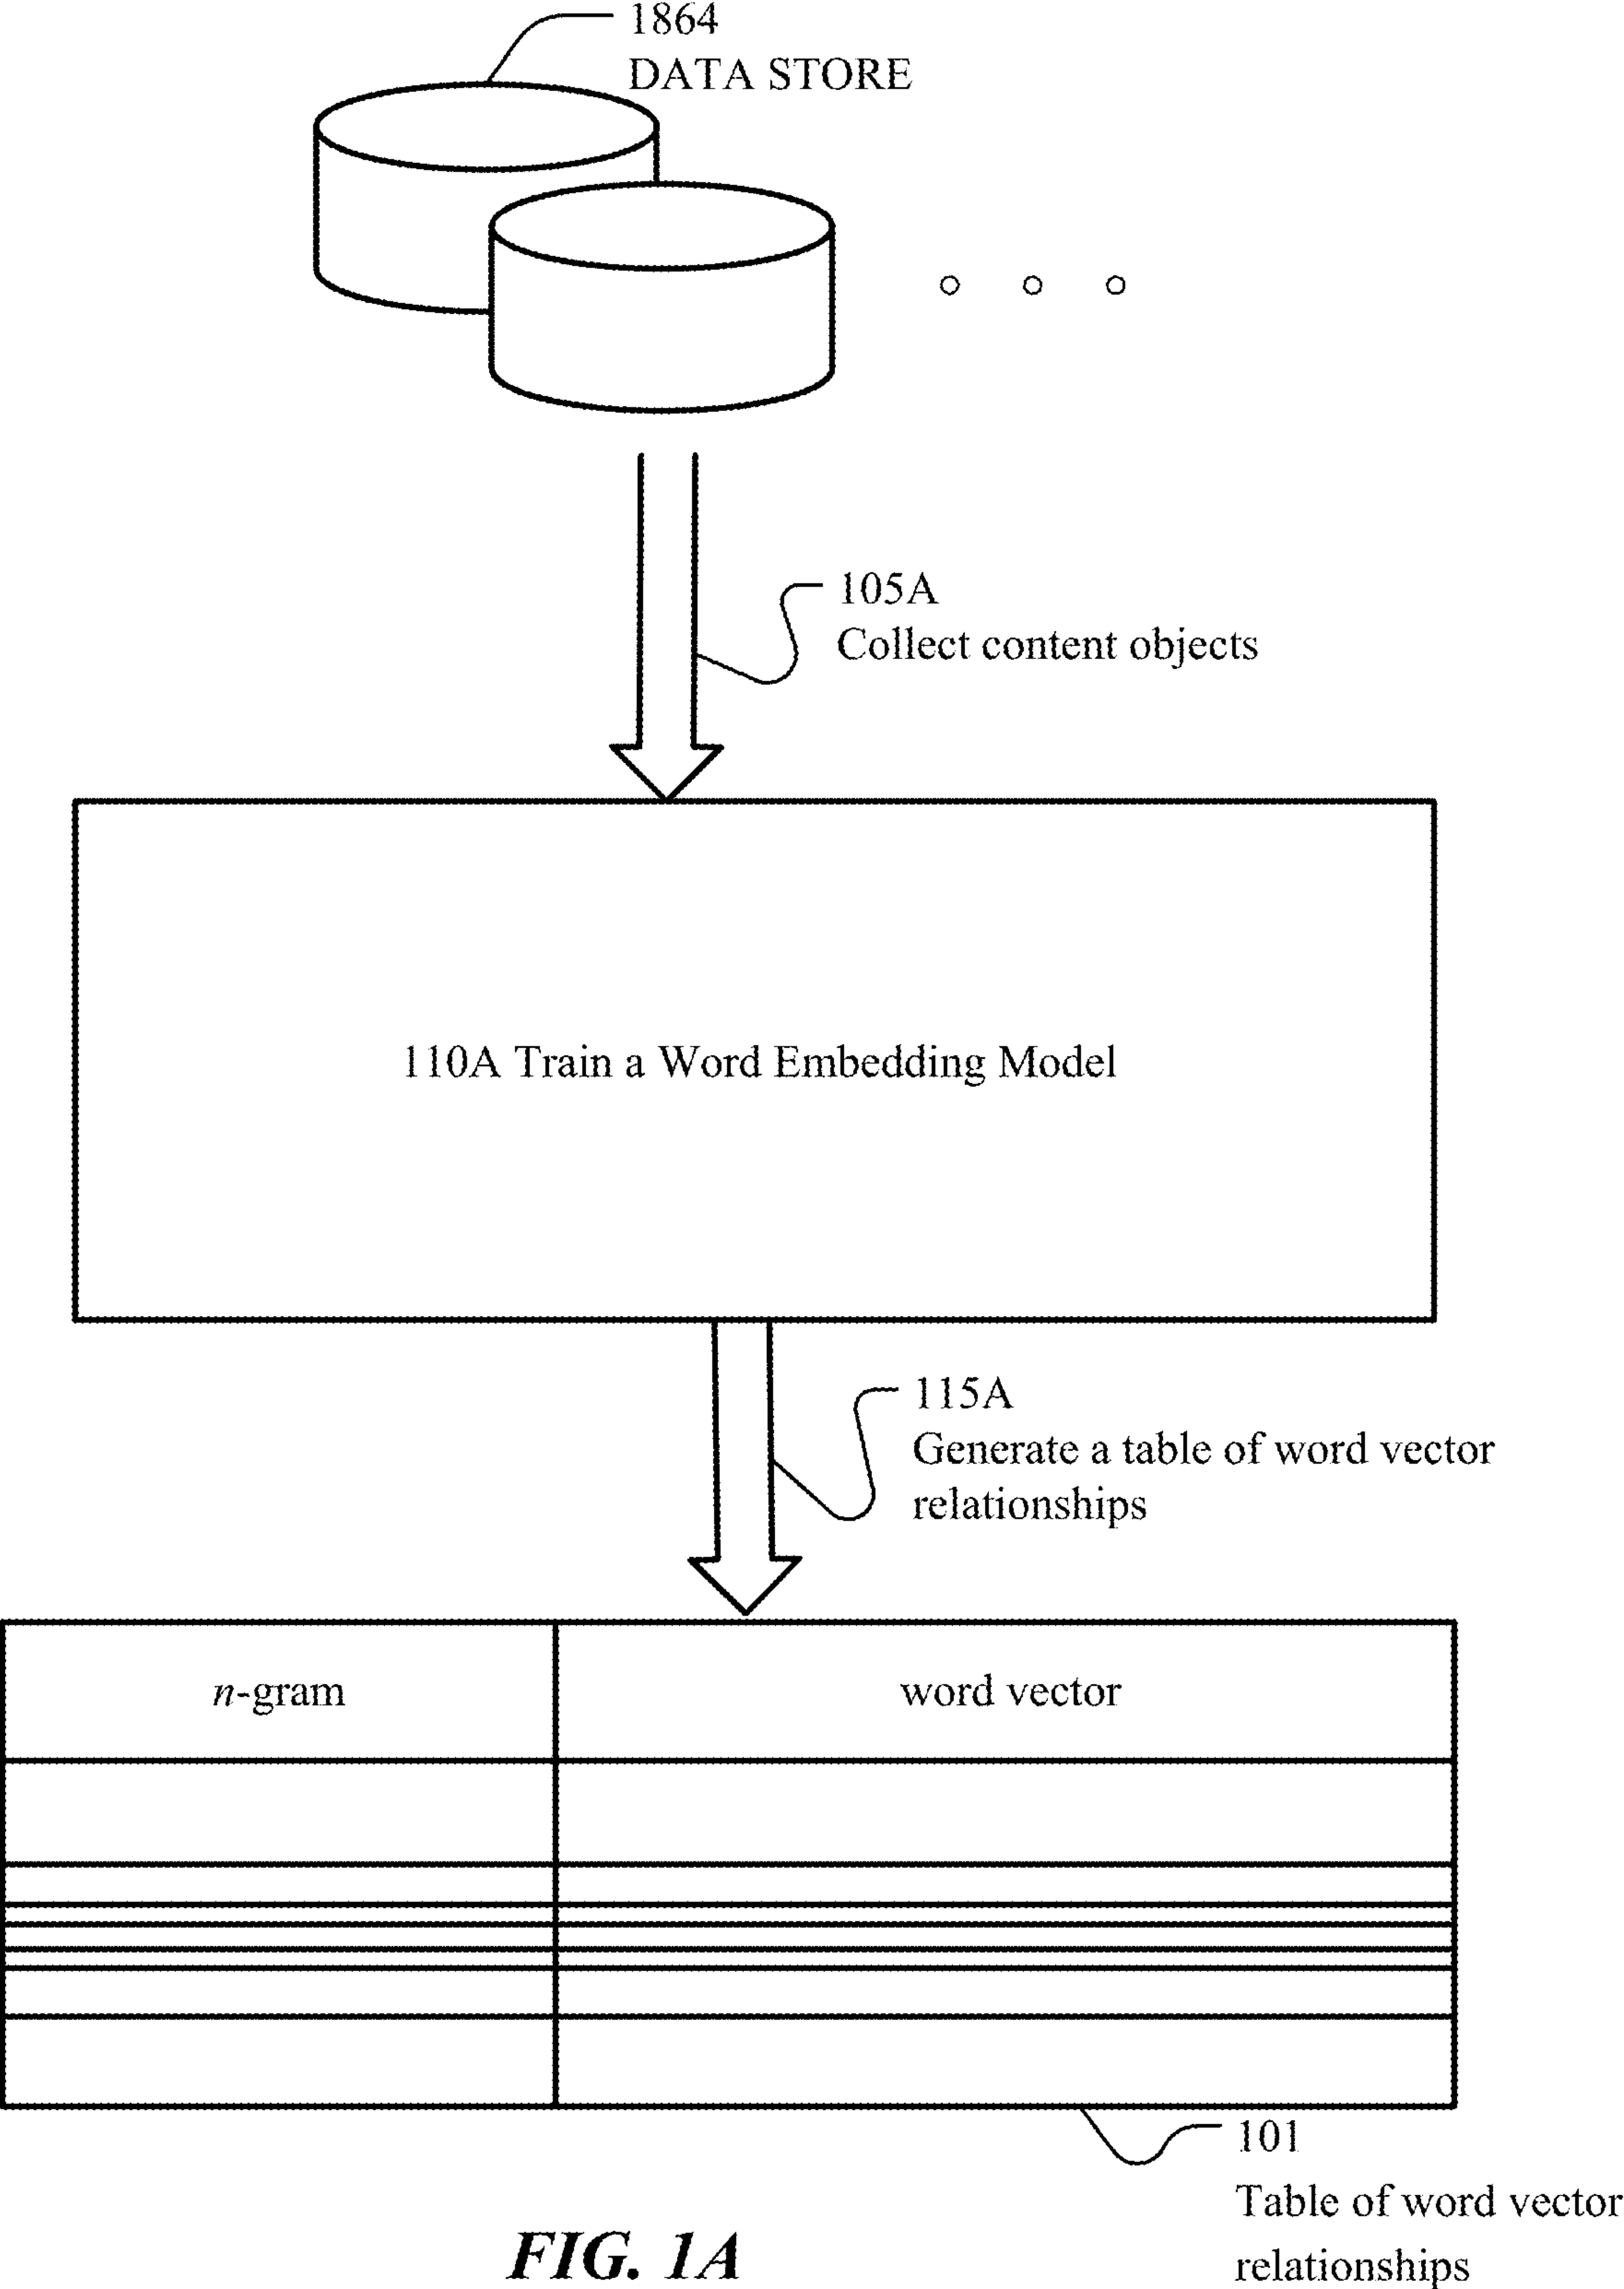 1864
DATA STORE
105A
Collect content objects
110A Train a Word Embedding Model
115A
Generate a table of word vector
relationships
n-gram word vector
101
Table of word vector
relationships
FIG. 1A